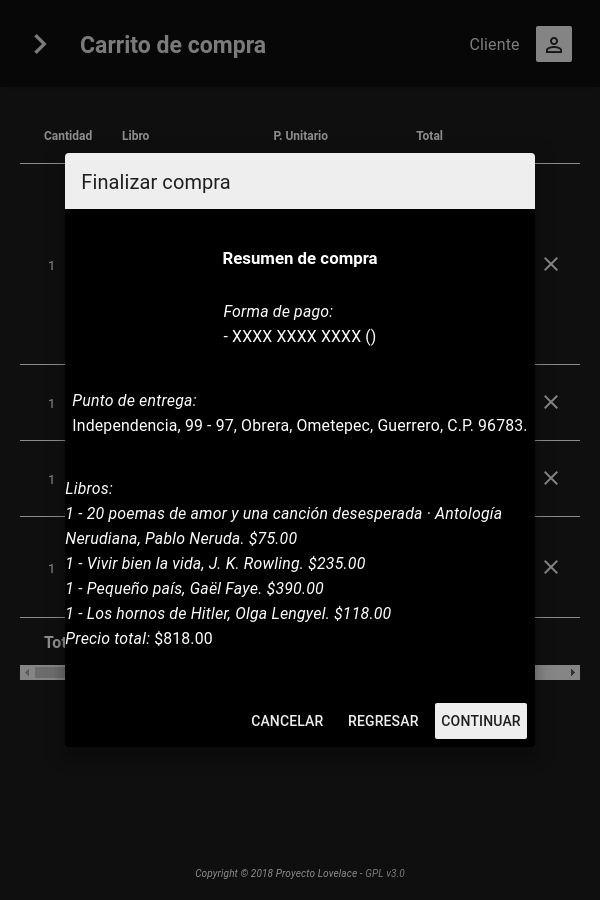 Carrito de compra
Cliente
Cantidad Libro P. Unitario Total
Finalizar compra
Resumen de compra
1
Forma de pago:
- XXXX XXXX XXXX ()
Punto de entrega:
1
Independencia, 99 - 97, Obrera, Ometepec, Guerrero, C.P. 96783.
1
Libros:
1 - 20 poemas de amor y una canción desesperada · Antología
Nerudiana, Pablo Neruda. $75.00
1
1 - Vivir bien la vida, J. K. Rowling. $235.00
1 - Pequeño país, Gaël Faye. $390.00
1 - Los hornos de Hitler, Olga Lengyel. $118.00
Precio total: $818.00
CANCELAR REGRESAR CONTINUAR
Copyright © 2018 Proyecto Lovelace - GPL v3.0